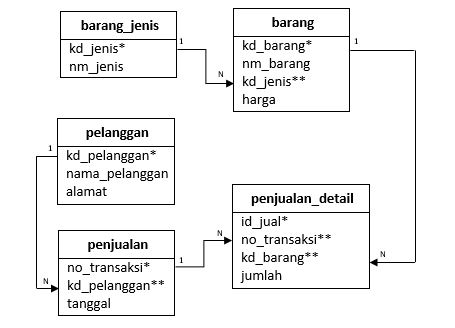 barang_jenis
kd_jenis*
nm_jenis
1
N
barang
kd_barang*
nm_barang
kd_jenis**
harga
1
N
pelanggan
kd_pelanggan*
nama_pelanggan
alamat
1
N
penjualan
no_transaksi*
kd_pelanggan**
tanggal
1
N
penjualan_detail
id_jual*
no_transaksi**
kd_barang**
jumlah